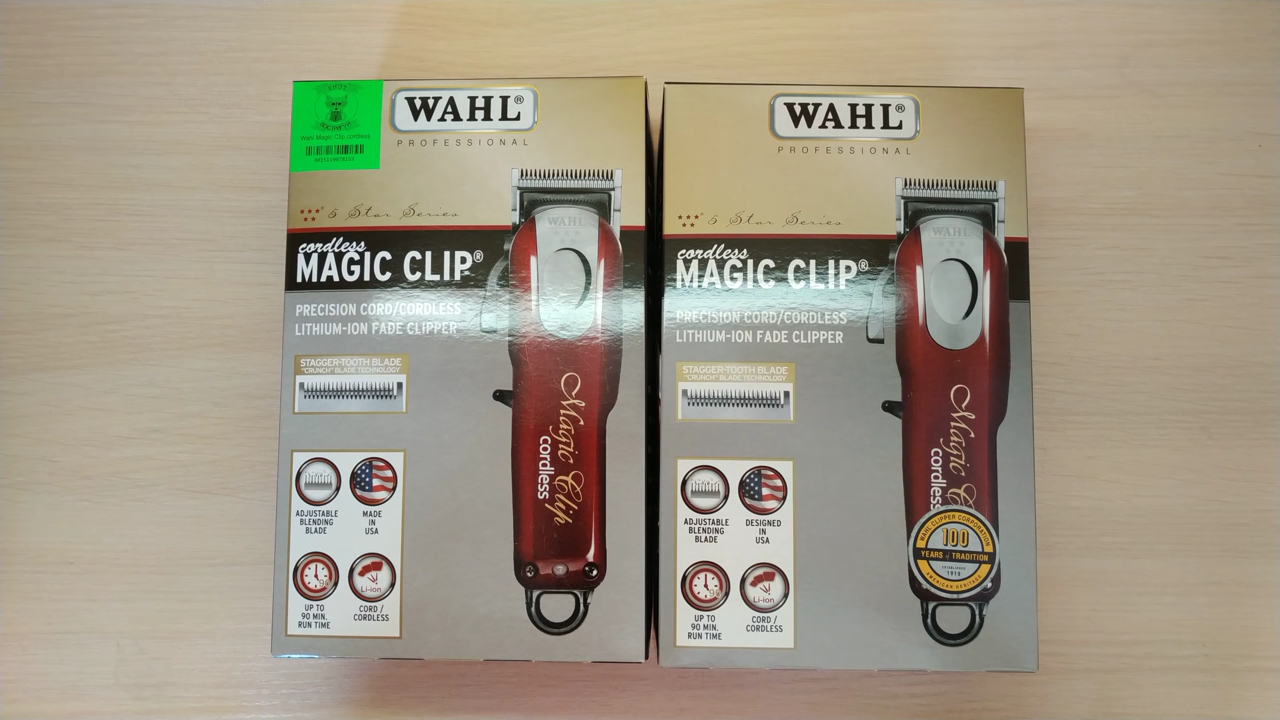 Wahl Magic Clip cordless
WAHL®
PROFESSIONAL
5 Star Series
cordless
MAGIC CLIP®
PRECISION CORD/CORDLESS
LITHIUM-ION FADE CLIPPER
STAGGER-TOOTH BLADE
"CRUNCH" BLADE TECHNOLOGY
ADJUSTABLE
BLENDING
BLADE
MADE
IN
USA
UP TO
90 MIN.
RUN TIME
Li-ion
CORD /
CORDLESS
WAHL
Magic Clip
cordless
WAHL®
PROFESSIONAL
5 Star Series
cordless
MAGIC CLIP®
PRECISION CORD/CORDLESS
LITHIUM-ION FADE CLIPPER
STAGGER-TOOTH BLADE
"CRUNCH" BLADE TECHNOLOGY
ADJUSTABLE
BLENDING
BLADE
DESIGNED
IN
USA
UP TO
90 MIN.
RUN TIME
Li-ion
CORD /
CORDLESS
WAHL
Magic C
cordless
WAHL CLIPPER CORPORATION
100
YEARS of TRADITION
ESTABLISHED
1919
AMERICAN HERITAGE